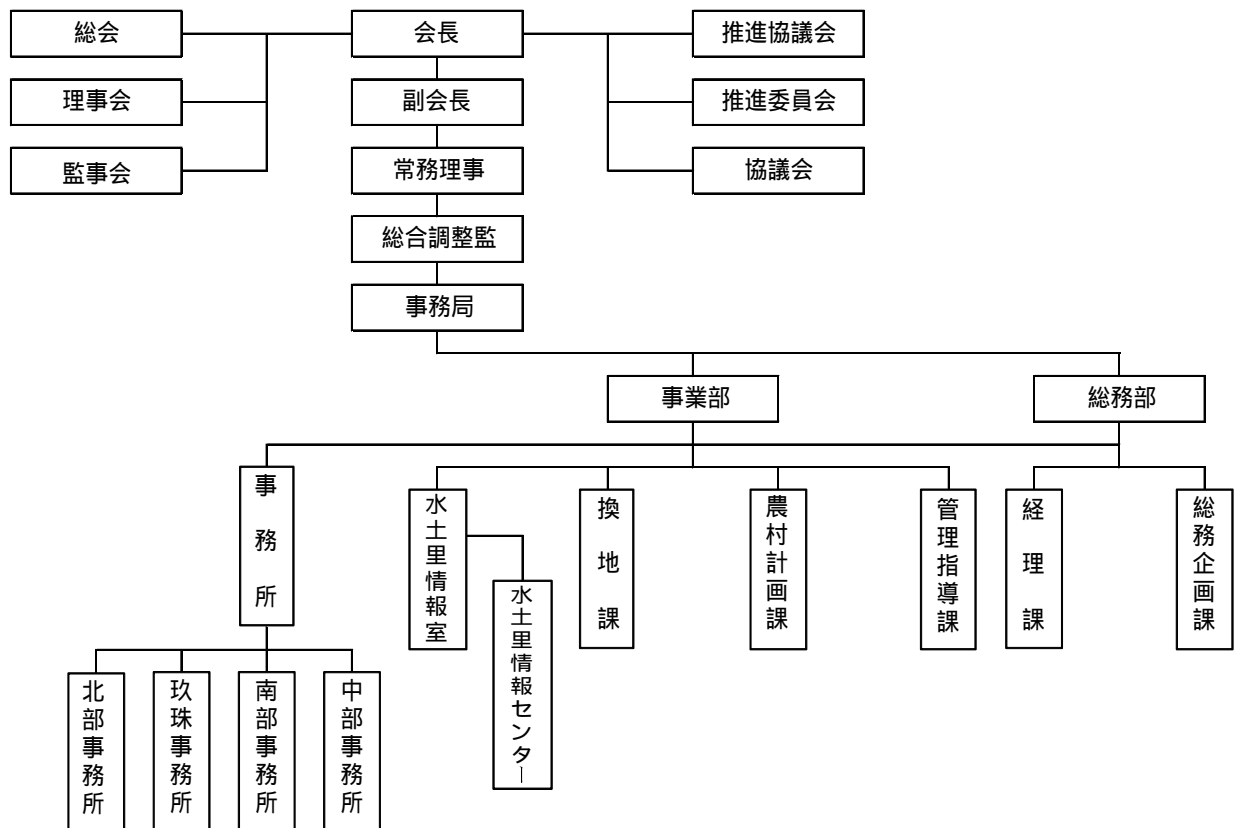 総会
会長
推進協議会
理事会
副会長
推進委員会
監事会
常務理事
協議会
総合調整監
事務局
事業部
総務部
事務所
水土里情報室
換地課
農村計画課
管理指導課
経理課
総務企画課
水土里情報センター
北部事務所
玖珠事務所
南部事務所
中部事務所